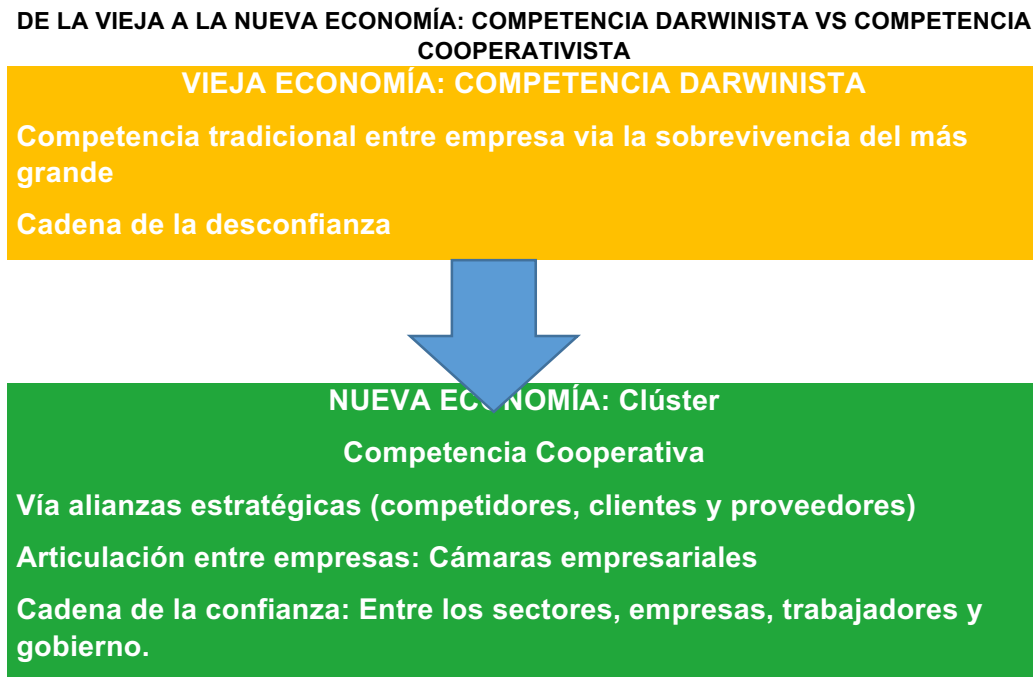 DE LA VIEJA A LA NUEVA ECONOMÍA: COMPETENCIA DARWINISTA VS COMPETENCIA
COOPERATIVISTA
VIEJA ECONOMÍA: COMPETENCIA DARWINISTA
Competencia tradicional entre empresa via la sobrevivencia del más
grande
Cadena de la desconfianza
NUEVA ECONOMÍA: Clúster
Competencia Cooperativa
Vía alianzas estratégicas (competidores, clientes y proveedores)
Articulación entre empresas: Cámaras empresariales
Cadena de la confianza: Entre los sectores, empresas, trabajadores y
gobierno.